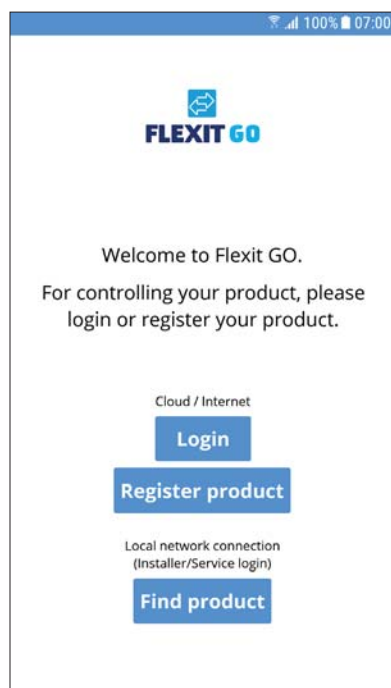 100% 07:00
FLEXIT GO
Welcome to Flexit GO.
For controlling your product, please
login or register your product.
Cloud / Internet
Login
Register product
Local network connection
(Installer/Service login)
Find product